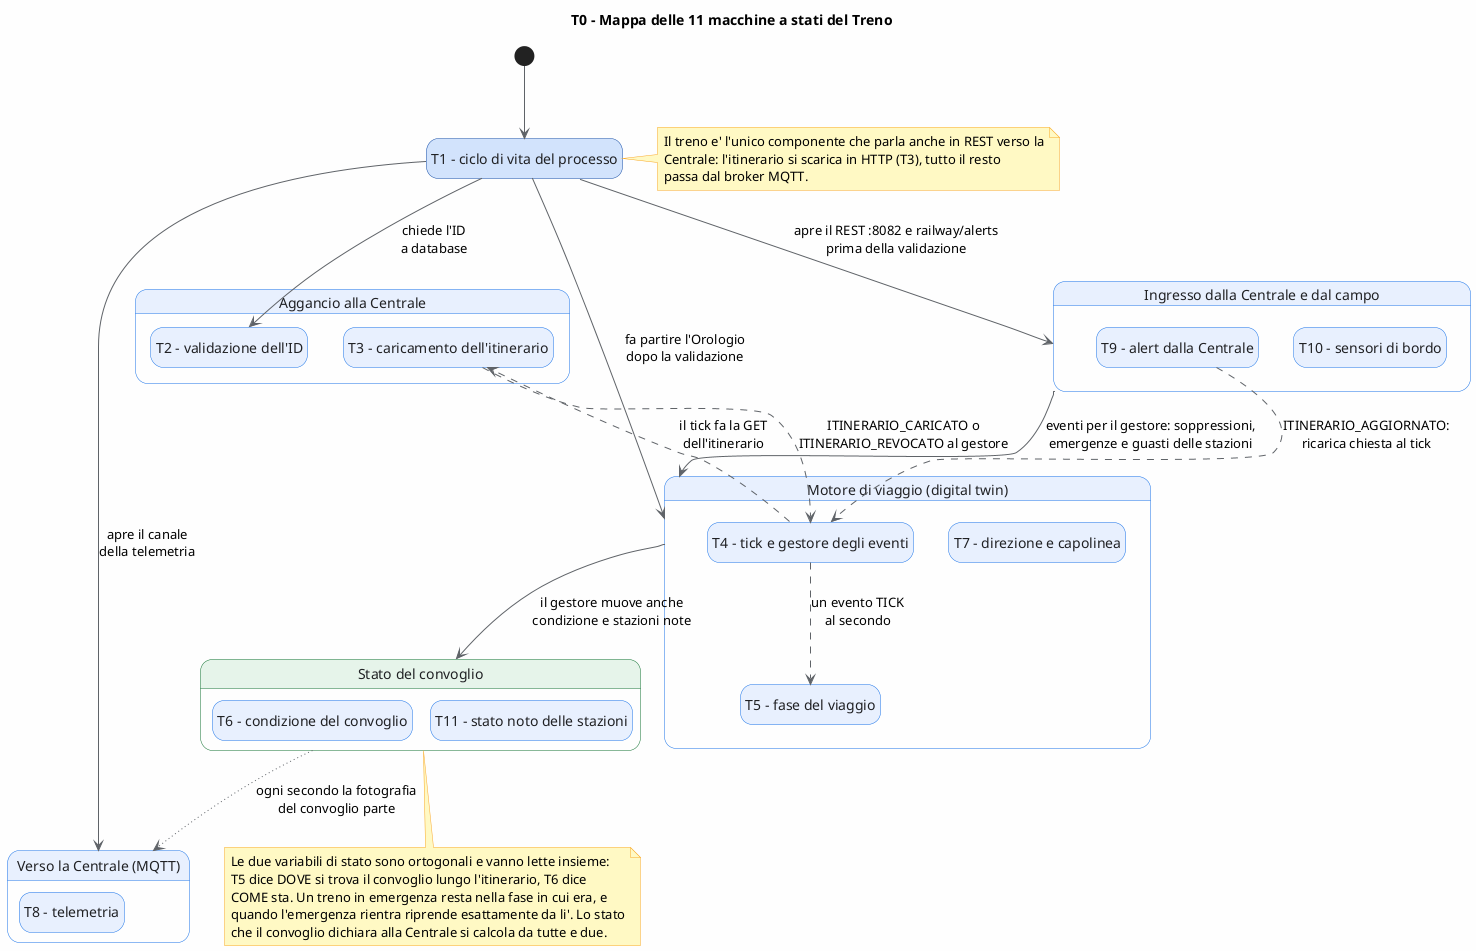 T0 - Mappa delle 11 macchine a stati del Treno
T1 - ciclo di vita del processo
Il treno e' l'unico componente che parla anche in REST verso la
Centrale: l'itinerario si scarica in HTTP (T3), tutto il resto
passa dal broker MQTT.
chiede l'ID
a database
apre il REST :8082 e railway/alerts
prima della validazione
Aggancio alla Centrale
T2 - validazione dell'ID
T3 - caricamento dell'itinerario
fa partire l'Orologio
dopo la validazione
Ingresso dalla Centrale e dal campo
T9 - alert dalla Centrale
T10 - sensori di bordo
il tick fa la GET
dell'itinerario
ITINERARIO_CARICATO o
ITINERARIO_REVOCATO al gestore
eventi per il gestore: soppressioni,
emergenze e guasti delle stazioni
ITINERARIO_AGGIORNATO:
ricarica chiesta al tick
apre il canale
della telemetria
Motore di viaggio (digital twin)
T4 - tick e gestore degli eventi
T7 - direzione e capolinea
il gestore muove anche
condizione e stazioni note
un evento TICK
al secondo
T5 - fase del viaggio
Stato del convoglio
T6 - condizione del convoglio
T11 - stato noto delle stazioni
ogni secondo la fotografia
del convoglio parte
Verso la Centrale (MQTT)
T8 - telemetria
Le due variabili di stato sono ortogonali e vanno lette insieme:
T5 dice DOVE si trova il convoglio lungo l'itinerario, T6 dice
COME sta. Un treno in emergenza resta nella fase in cui era, e
quando l'emergenza rientra riprende esattamente da li'. Lo stato
che il convoglio dichiara alla Centrale si calcola da tutte e due.